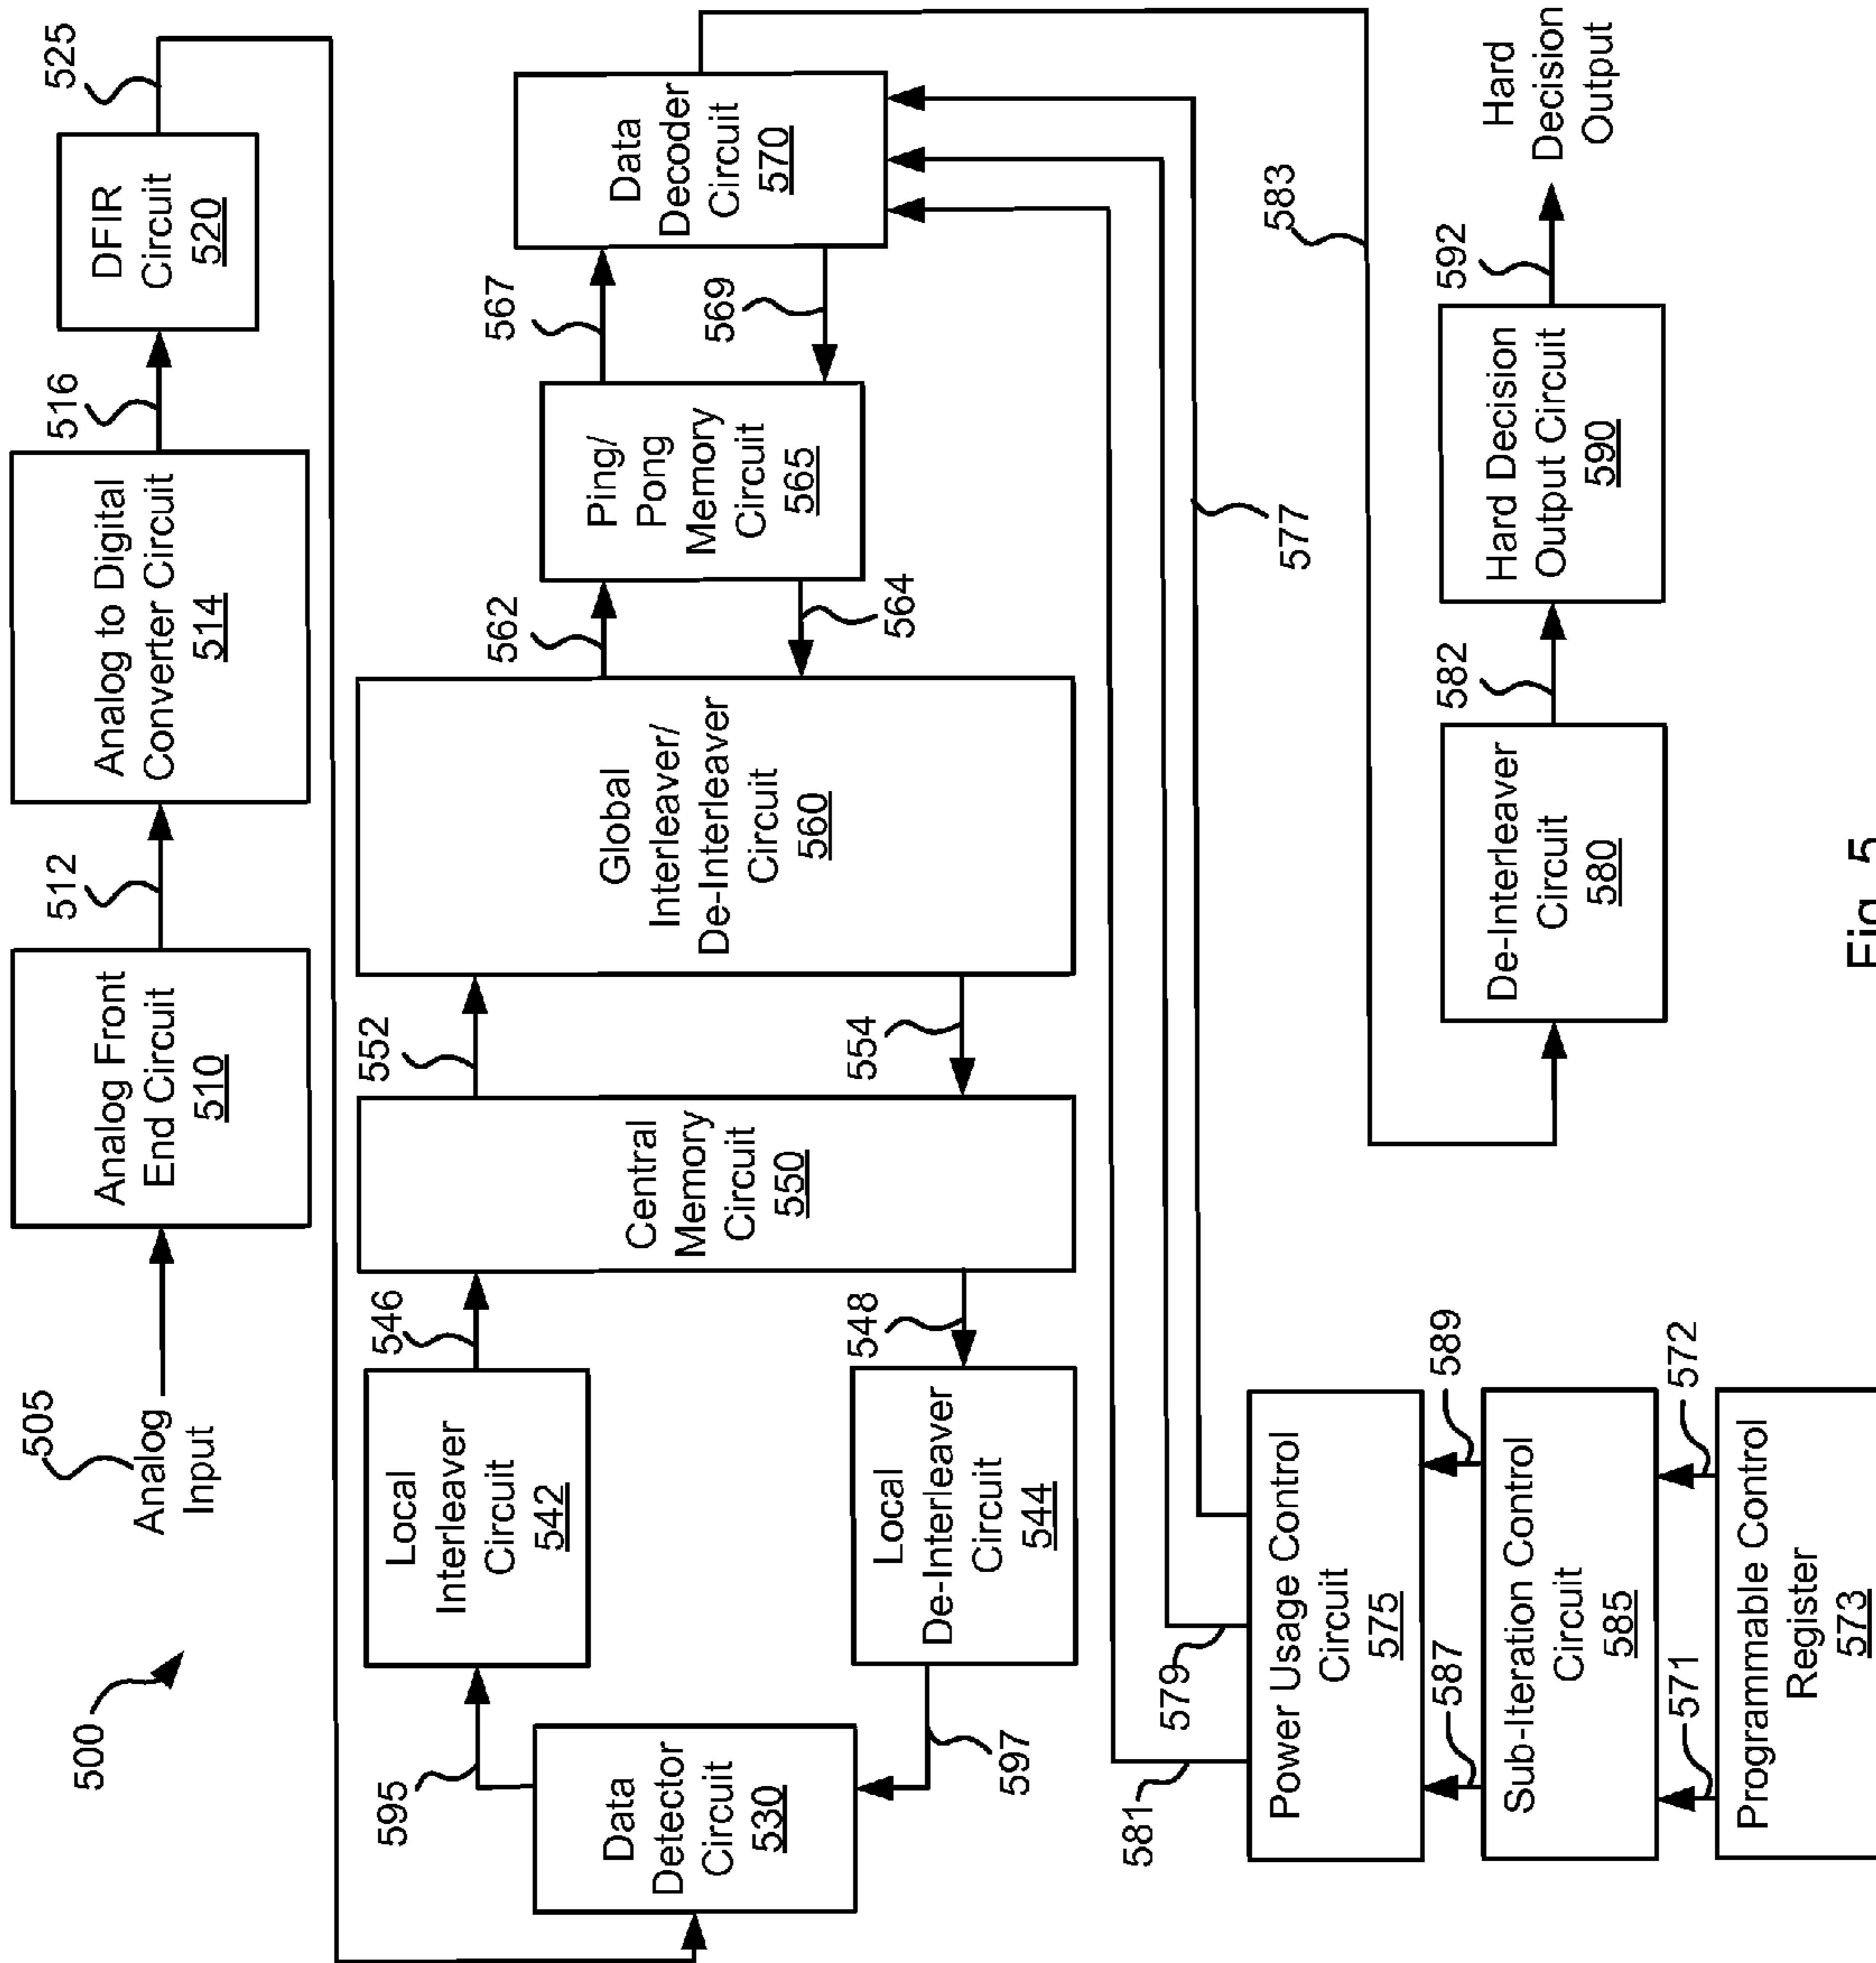 500
505
Analog
Input
Analog Front
End Circuit
510
512
Analog to Digital
Converter Circuit
514
516
DFIR
Circuit
520
525
595
Data
Detector
Circuit
530
597
Local
Interleaver
Circuit
542
546
Local
De-Interleaver
Circuit
544
548
Central
Memory
Circuit
550
552
554
Global
Interleaver/
De-Interleaver
Circuit
560
562
564
Ping/
Pong
Memory
Circuit
565
567
569
Data
Decoder
Circuit
570
581
579
577
583
Power Usage Control
Circuit
575
587
589
Sub-Iteration Control
Circuit
585
571
572
Programmable Control
Register
573
De-Interleaver
Circuit
580
582
Hard Decision
Output Circuit
590
592
Hard
Decision
Output
Fig. 5